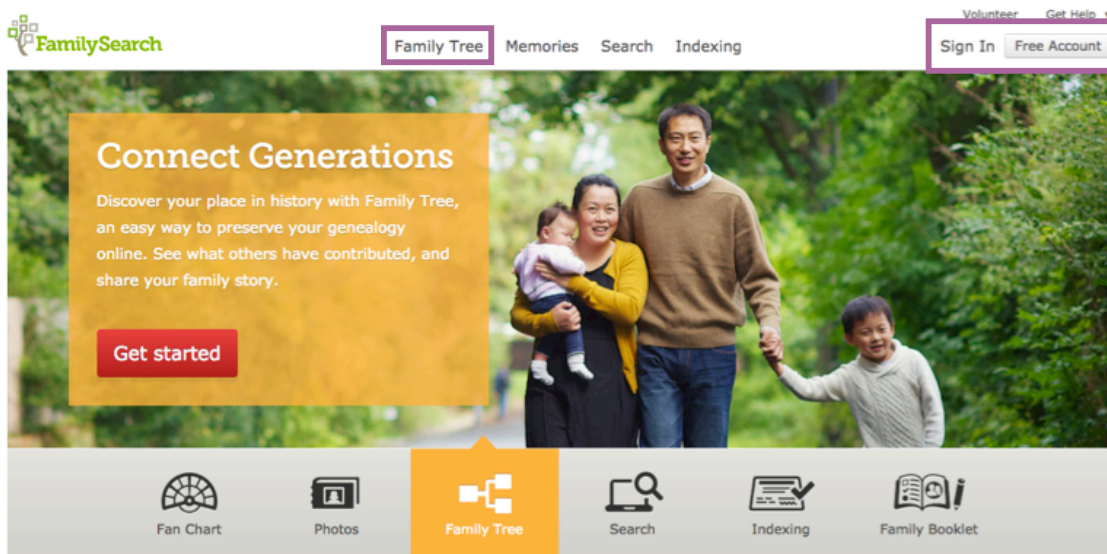 Volunteer Get Help
FamilySearch
Family Tree Memories Search Indexing
Sign In Free Account
Connect Generations
Discover your place in history with Family Tree,
an easy way to preserve your genealogy
online. See what others have contributed, and
share your family story.
Get started
Fan Chart Photos Family Tree Search Indexing Family Booklet